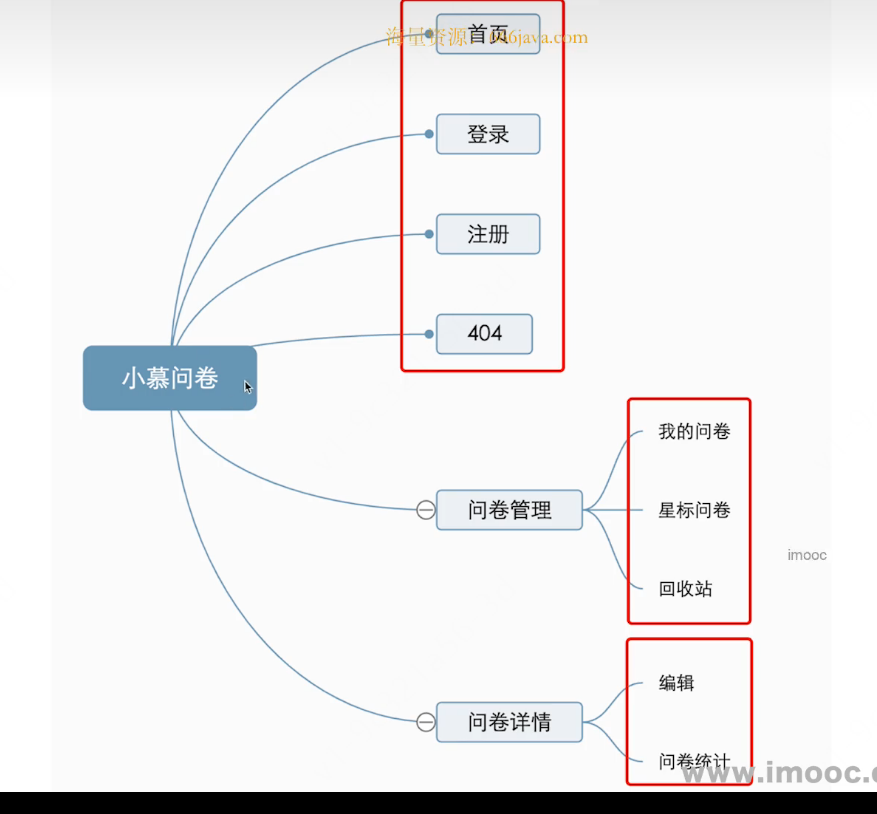 首页
海量资源:666java.com
登录
注册
404
小慕问卷
我的问卷
问卷管理
星标问卷
imooc
回收站
编辑
问卷详情
问卷统计
www.imooc.c